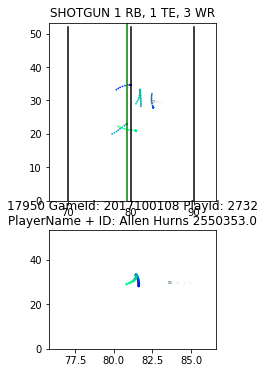 SHOTGUN 1 RB, 1 TE, 3 WR
50
40
30
20
10
0
70 80 90
17950 GameId: 2017100108 PlayId: 2732
PlayerName + ID: Allen Hurns 2550353.0
40
20
0
77.5 80.0 82.5 85.0